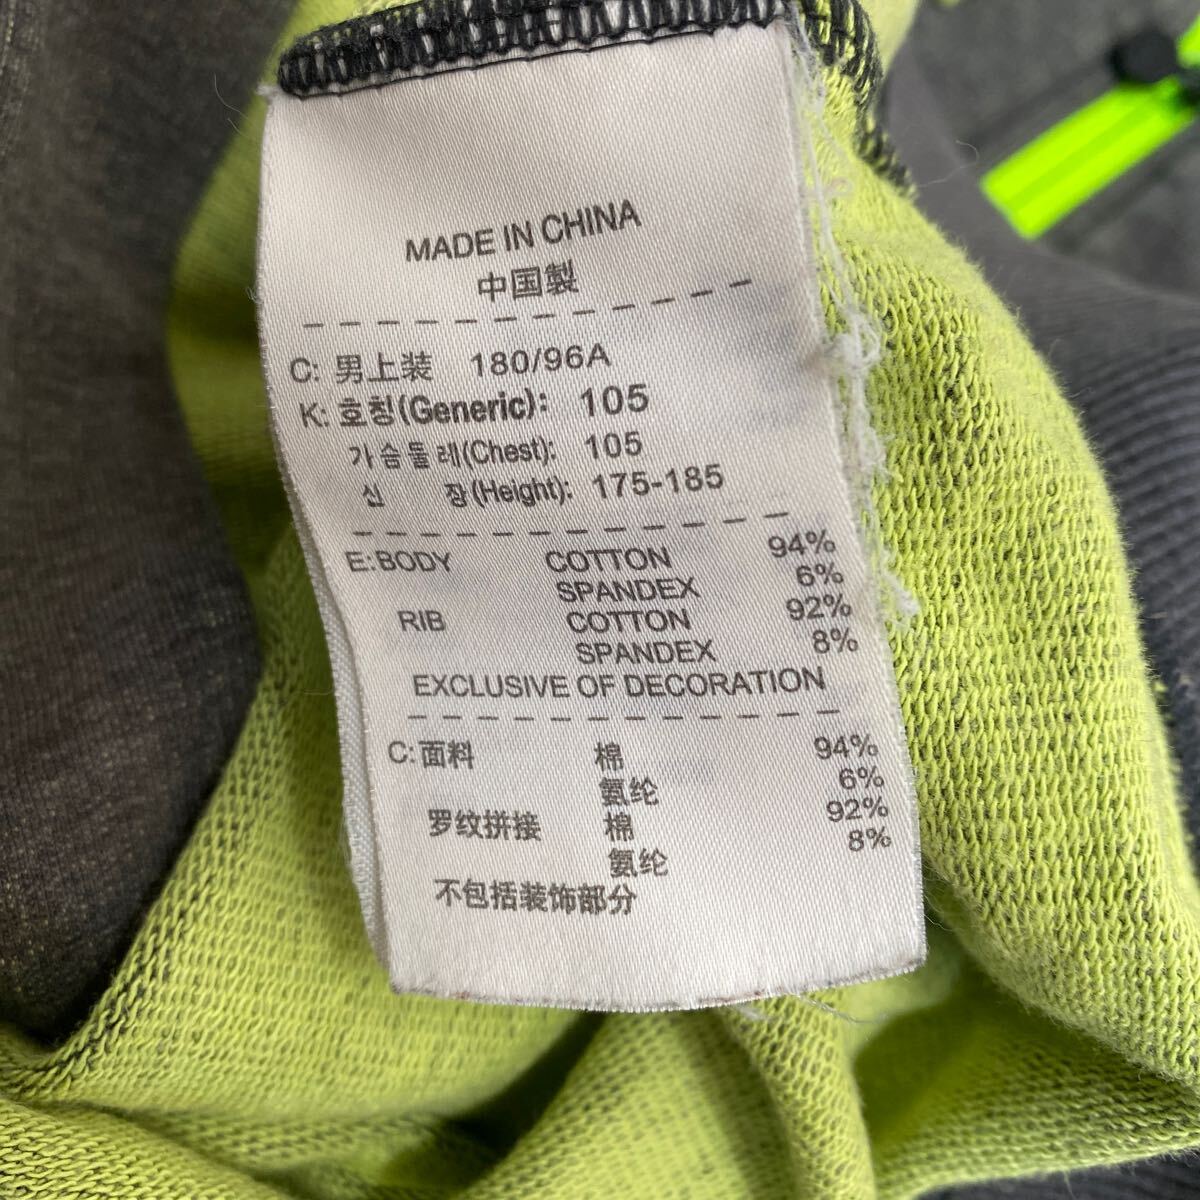 MADE IN CHINA
中国製
C: 男上装 180/96A
K: 호칭(Generic): 105
가슴둘레(Chest): 105
신 장(Height): 175-185
E:BODY COTTON 94%
SPANDEX 6%
RIB COTTON 92%
SPANDEX 8%
EXCLUSIVE OF DECORATION
C: 面料 棉 94%
氨纶 6%
罗纹拼接 棉 92%
氨纶 8%
不包括装饰部分